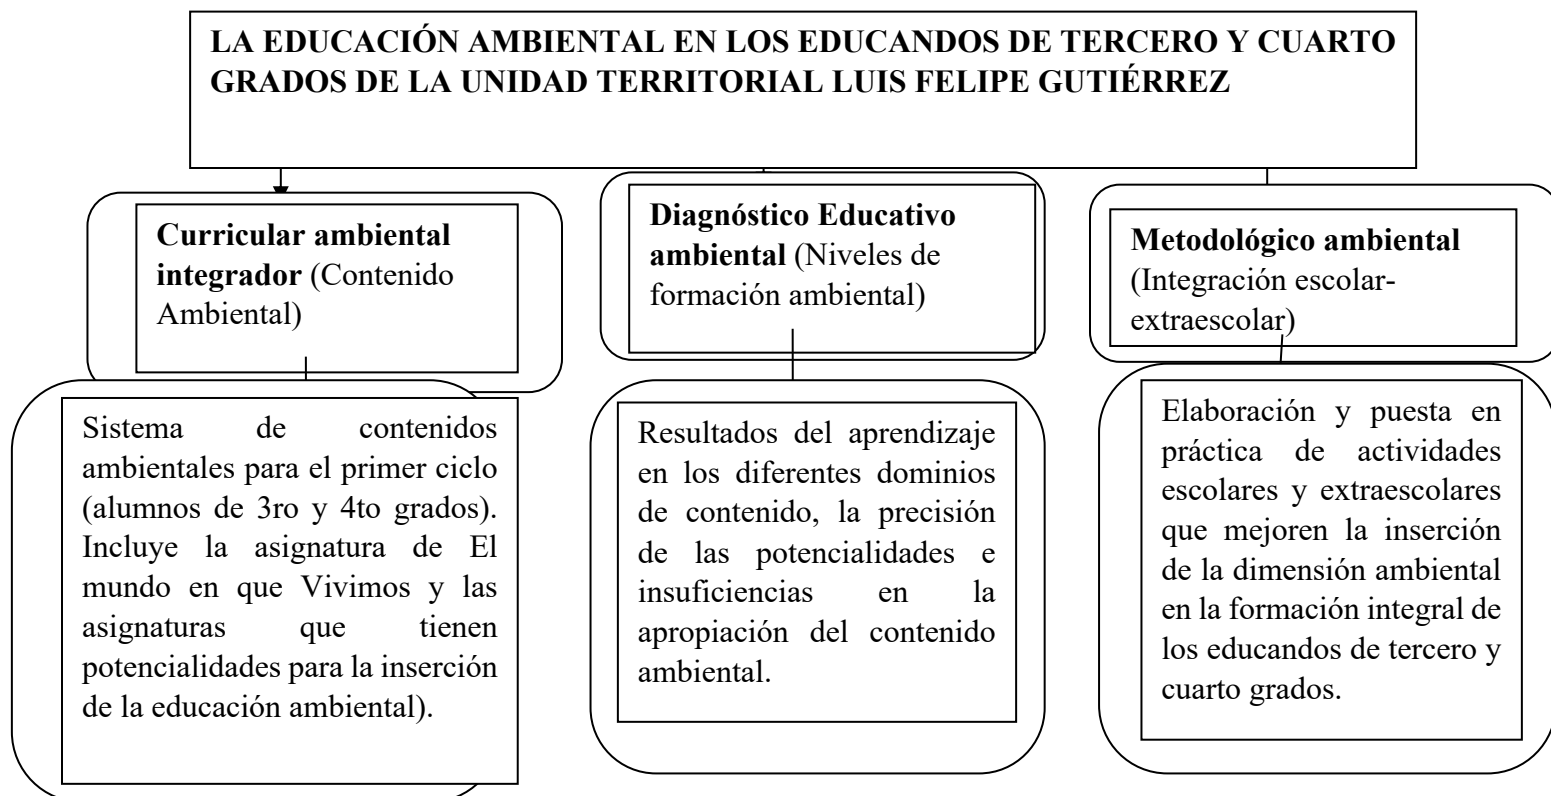 LA EDUCACIÓN AMBIENTAL EN LOS EDUCANDOS DE TERCERO Y CUARTO
GRADOS DE LA UNIDAD TERRITORIAL LUIS FELIPE GUTIÉRREZ
Curricular ambiental
integrador (Contenido
Ambiental)
Diagnóstico Educativo
ambiental (Niveles de
formación ambiental)
Metodológico ambiental
(Integración escolar-
extraescolar)
Sistema de contenidos
ambientales para el primer ciclo
(alumnos de 3ro y 4to grados).
Incluye la asignatura de El
mundo en que Vivimos y las
asignaturas que tienen
potencialidades para la inserción
de la educación ambiental).
Resultados del aprendizaje
en los diferentes dominios
de contenido, la precisión
de las potencialidades e
insuficiencias en la
apropiación del contenido
ambiental.
Elaboración y puesta en
práctica de actividades
escolares y extraescolares
que mejoren la inserción
de la dimensión ambiental
en la formación integral de
los educandos de tercero y
cuarto grados.